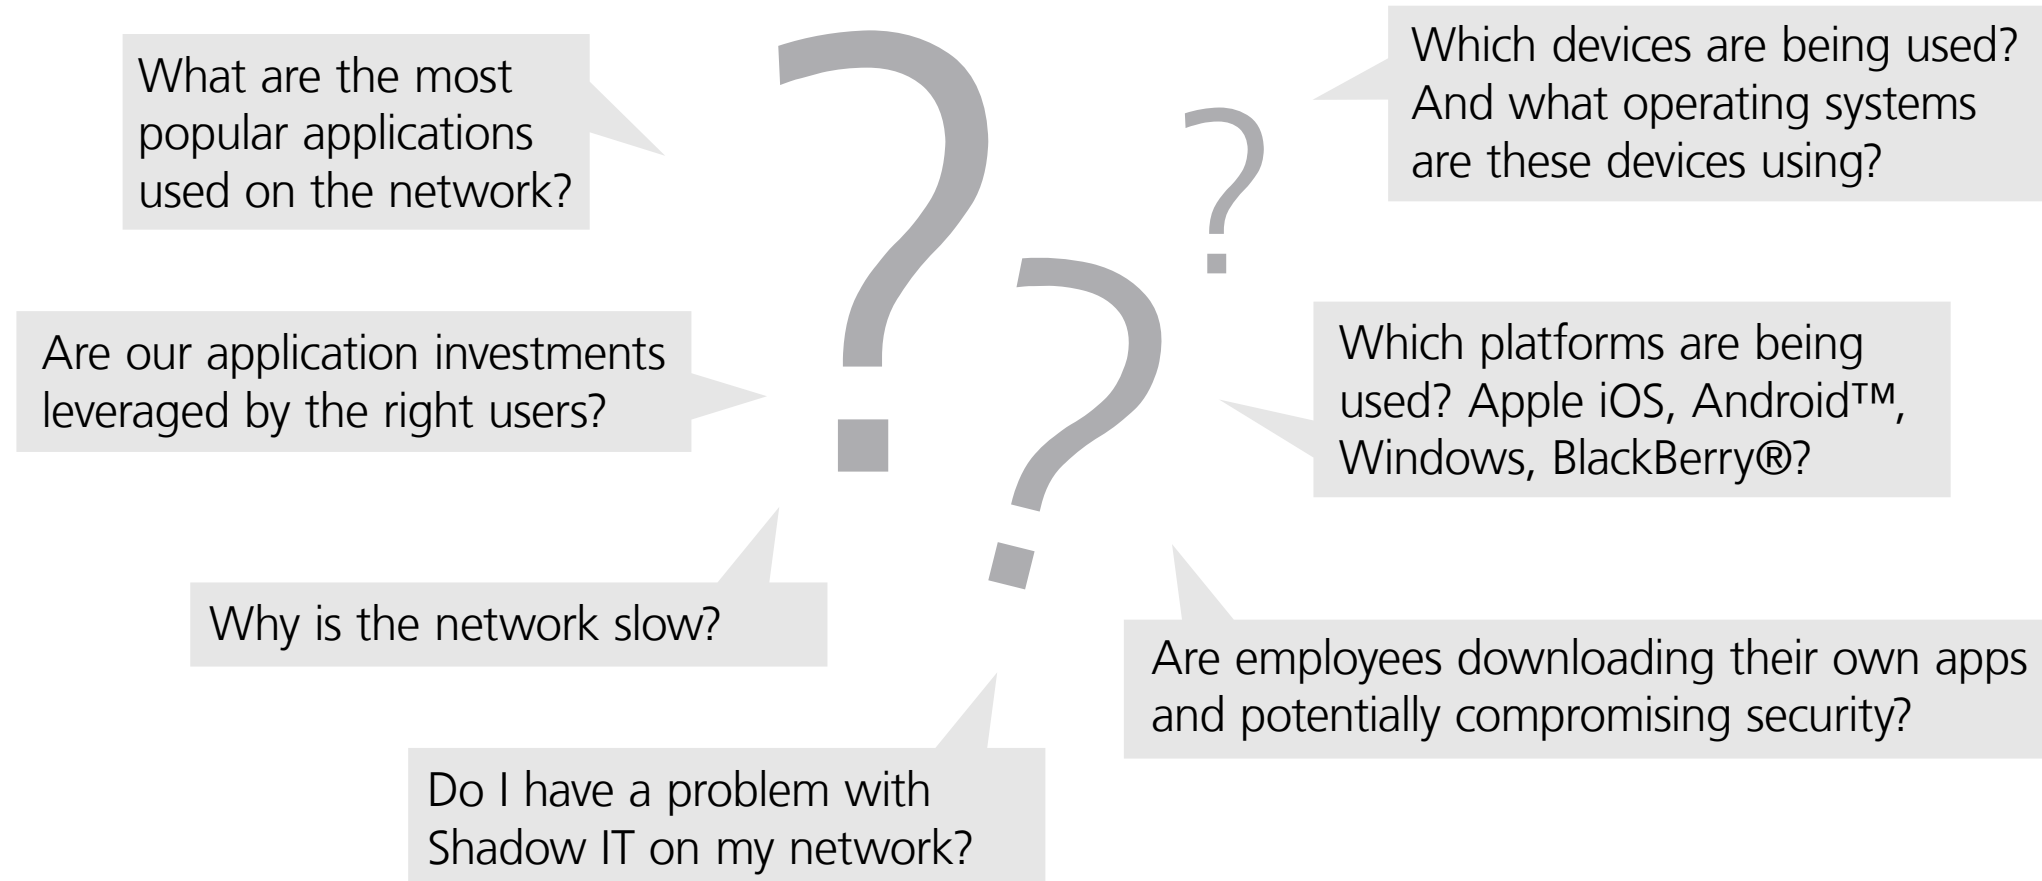 What are the most
popular applications
used on the network?
Which devices are being used?
And what operating systems
are these devices using?
Are our application investments
leveraged by the right users?
Which platforms are being
used? Apple iOS, Android™,
Windows, BlackBerry®?
Why is the network slow?
Are employees downloading their own apps
and potentially compromising security?
Do I have a problem with
Shadow IT on my network?
?
?
?